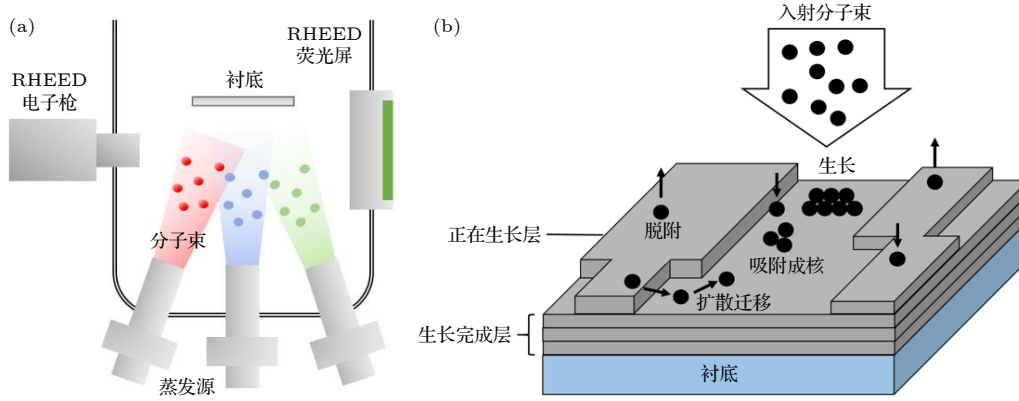 (a)
RHEED
电子枪
衬底
RHEED
荧光屏
分子束
蒸发源
(b)
入射分子束
生长
脱附
正在生长层
吸附成核
扩散迁移
生长完成层
衬底